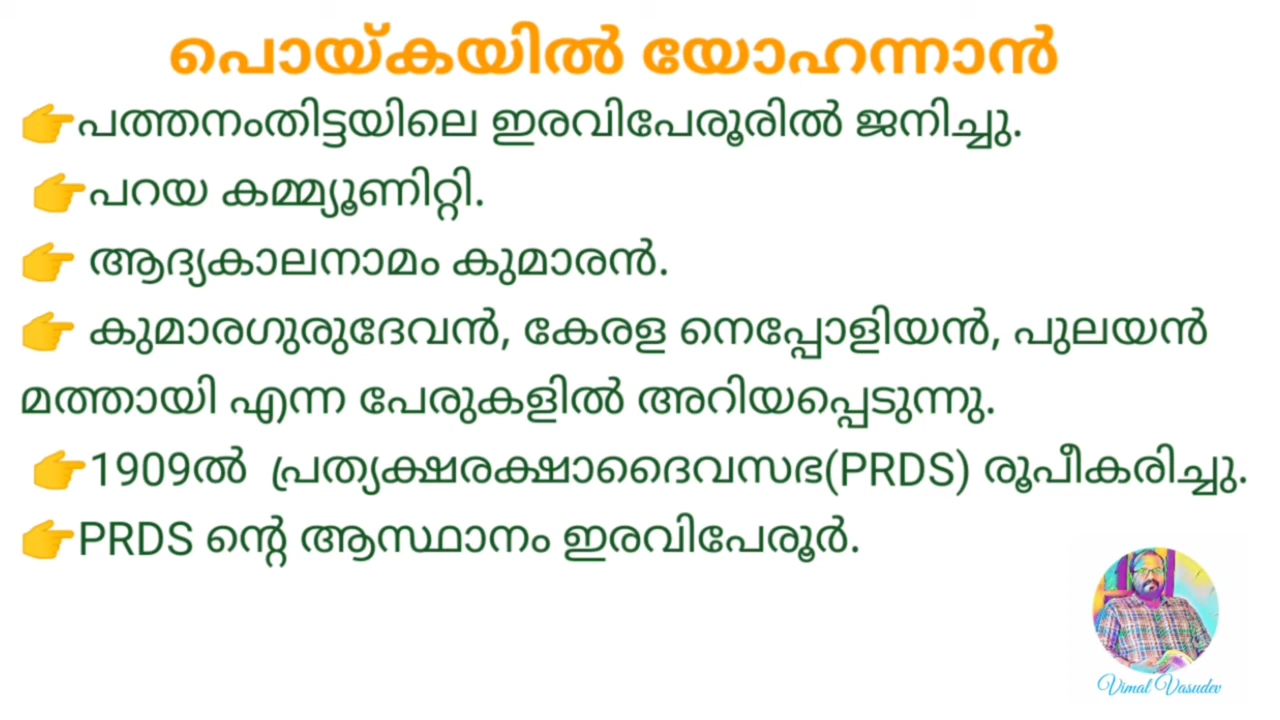 പൊയ്കയിൽ യോഹന്നാൻ
👉പത്തനംതിട്ടയിലെ ഇരവിപേരൂരിൽ ജനിച്ചു.
👉പറയ കമ്മ്യൂണിറ്റി.
👉 ആദ്യകാലനാമം കുമാരൻ.
👉 കുമാരഗുരുദേവൻ, കേരള നെപ്പോളിയൻ, പുലയൻ
മത്തായി എന്ന പേരുകളിൽ അറിയപ്പെടുന്നു.
👉1909ൽ പ്രത്യക്ഷരക്ഷാദൈവസഭ(PRDS) രൂപീകരിച്ചു.
👉PRDS ന്റെ ആസ്ഥാനം ഇരവിപേരൂർ.
Vimal Vasudev